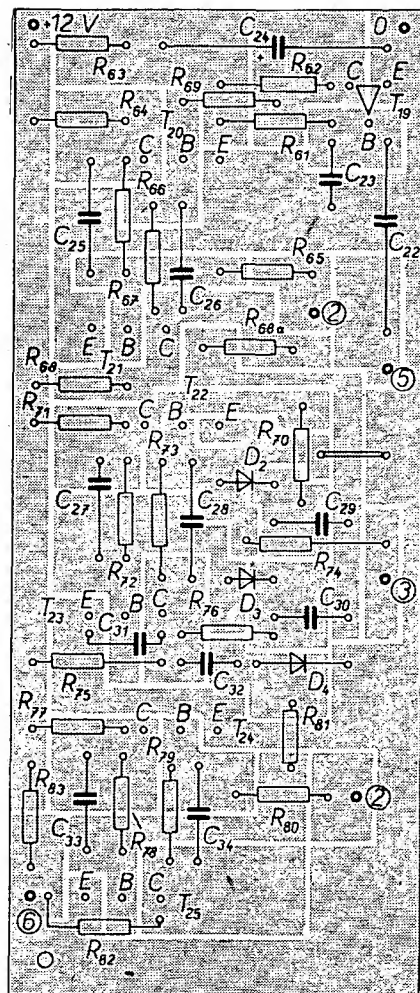 +12 V C24 0
R63 + R62 C E
R64 R69 T19
T20 R61 B
C B E
R66 C23
C25 C22
R65
R67 C26 2
R68a
E B C
R68 T21 5
R71 T22
C B E
R73 R70
D2
C27 C28 C29
R72 R74
R76 3
T23 E B C D3 C30
C31
R75 C32 D4
R77 R81
C B E T24
R79
R83 2
C33 R78 C34 R80
E B C
6 T25
R82